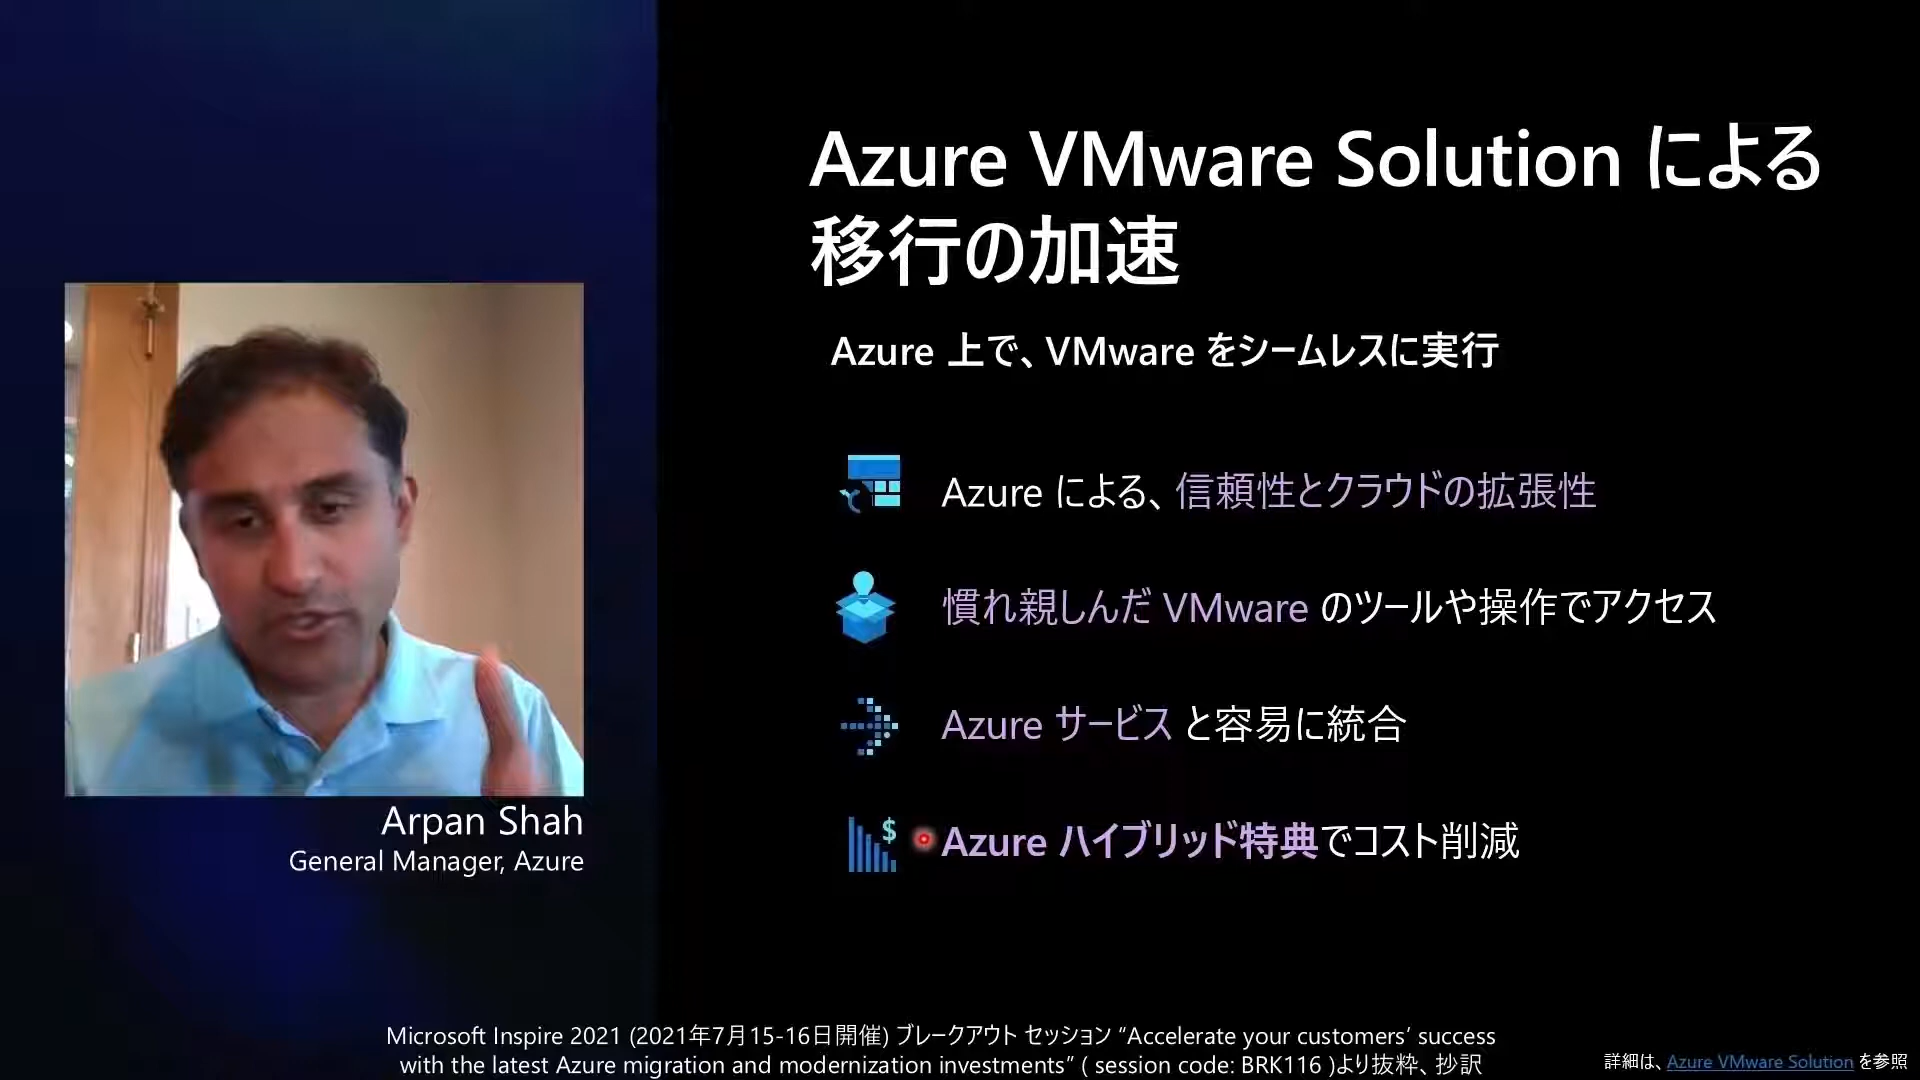 Azure VMware Solution による
移行の加速
Azure 上で、VMware をシームレスに実行
Azure による、信頼性とクラウドの拡張性
慣れ親しんだ VMware のツールや操作でアクセス
Azure サービス と容易に統合
$
Azure ハイブリッド特典でコスト削減
Arpan Shah
General Manager, Azure
Microsoft Inspire 2021 (2021年7月15-16日開催) ブレークアウト セッション “Accelerate your customers’ success
with the latest Azure migration and modernization investments” ( session code: BRK116 )より抜粋、抄訳
詳細は、Azure VMware Solution を参照